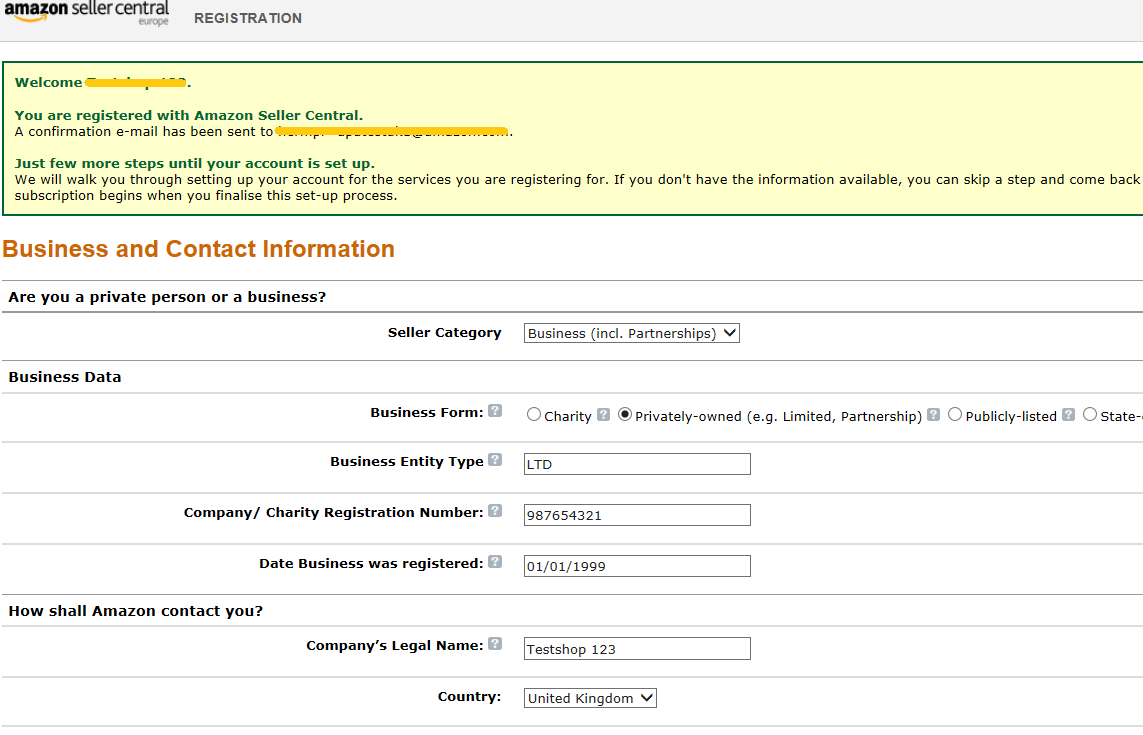 amazon seller central
europe
REGISTRATION
Welcome
You are registered with Amazon Seller Central.
A confirmation e-mail has been sent to
Just few more steps until your account is set up.
We will walk you through setting up your account for the services you are registering for. If you don't have the information available, you can skip a step and come back
subscription begins when you finalise this set-up process.
Business and Contact Information
Are you a private person or a business?
Seller Category Business (incl. Partnerships)
Business Data
Business Form: ? Charity ? Privately-owned (e.g. Limited, Partnership) ? Publicly-listed ? State-
Business Entity Type ? LTD
Company/ Charity Registration Number: ? 987654321
Date Business was registered: ? 01/01/1999
How shall Amazon contact you?
Company’s Legal Name: ? Testshop 123
Country: United Kingdom